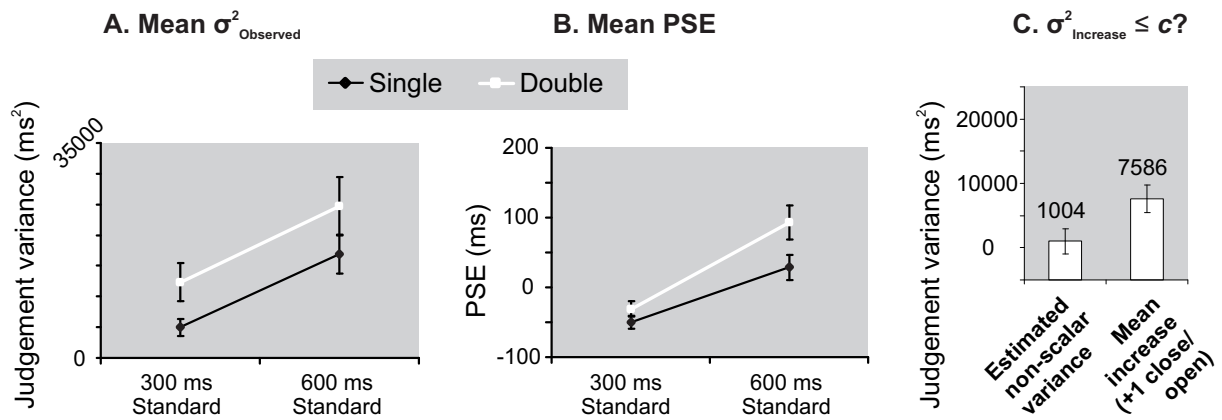 A. Mean σ²Observed
B. Mean PSE
C. σ²Increase ≤ c?
Single
Double
Judgement variance (ms²)
35000
0
300 ms
Standard
600 ms
Standard
PSE (ms)
200
100
0
-100
300 ms
Standard
600 ms
Standard
Judgement variance (ms²)
20000
10000
0
1004
7586
Estimated
non-scalar
variance
Mean
increase
(+1 close/
open)